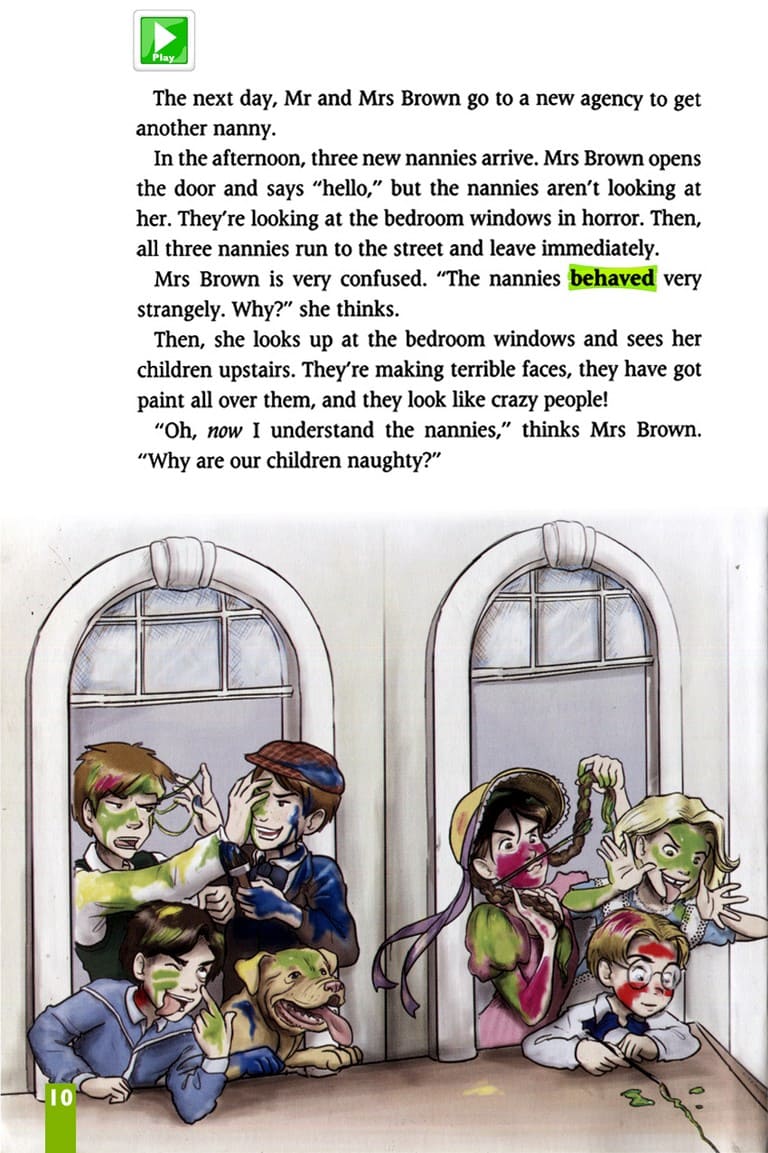 Play
The next day, Mr and Mrs Brown go to a new agency to get
another nanny.
In the afternoon, three new nannies arrive. Mrs Brown opens
the door and says “hello,” but the nannies aren’t looking at
her. They’re looking at the bedroom windows in horror. Then,
all three nannies run to the street and leave immediately.
Mrs Brown is very confused. “The nannies behaved very
strangely. Why?” she thinks.
Then, she looks up at the bedroom windows and sees her
children upstairs. They’re making terrible faces, they have got
paint all over them, and they look like crazy people!
“Oh, now I understand the nannies,” thinks Mrs Brown.
“Why are our children naughty?”
10